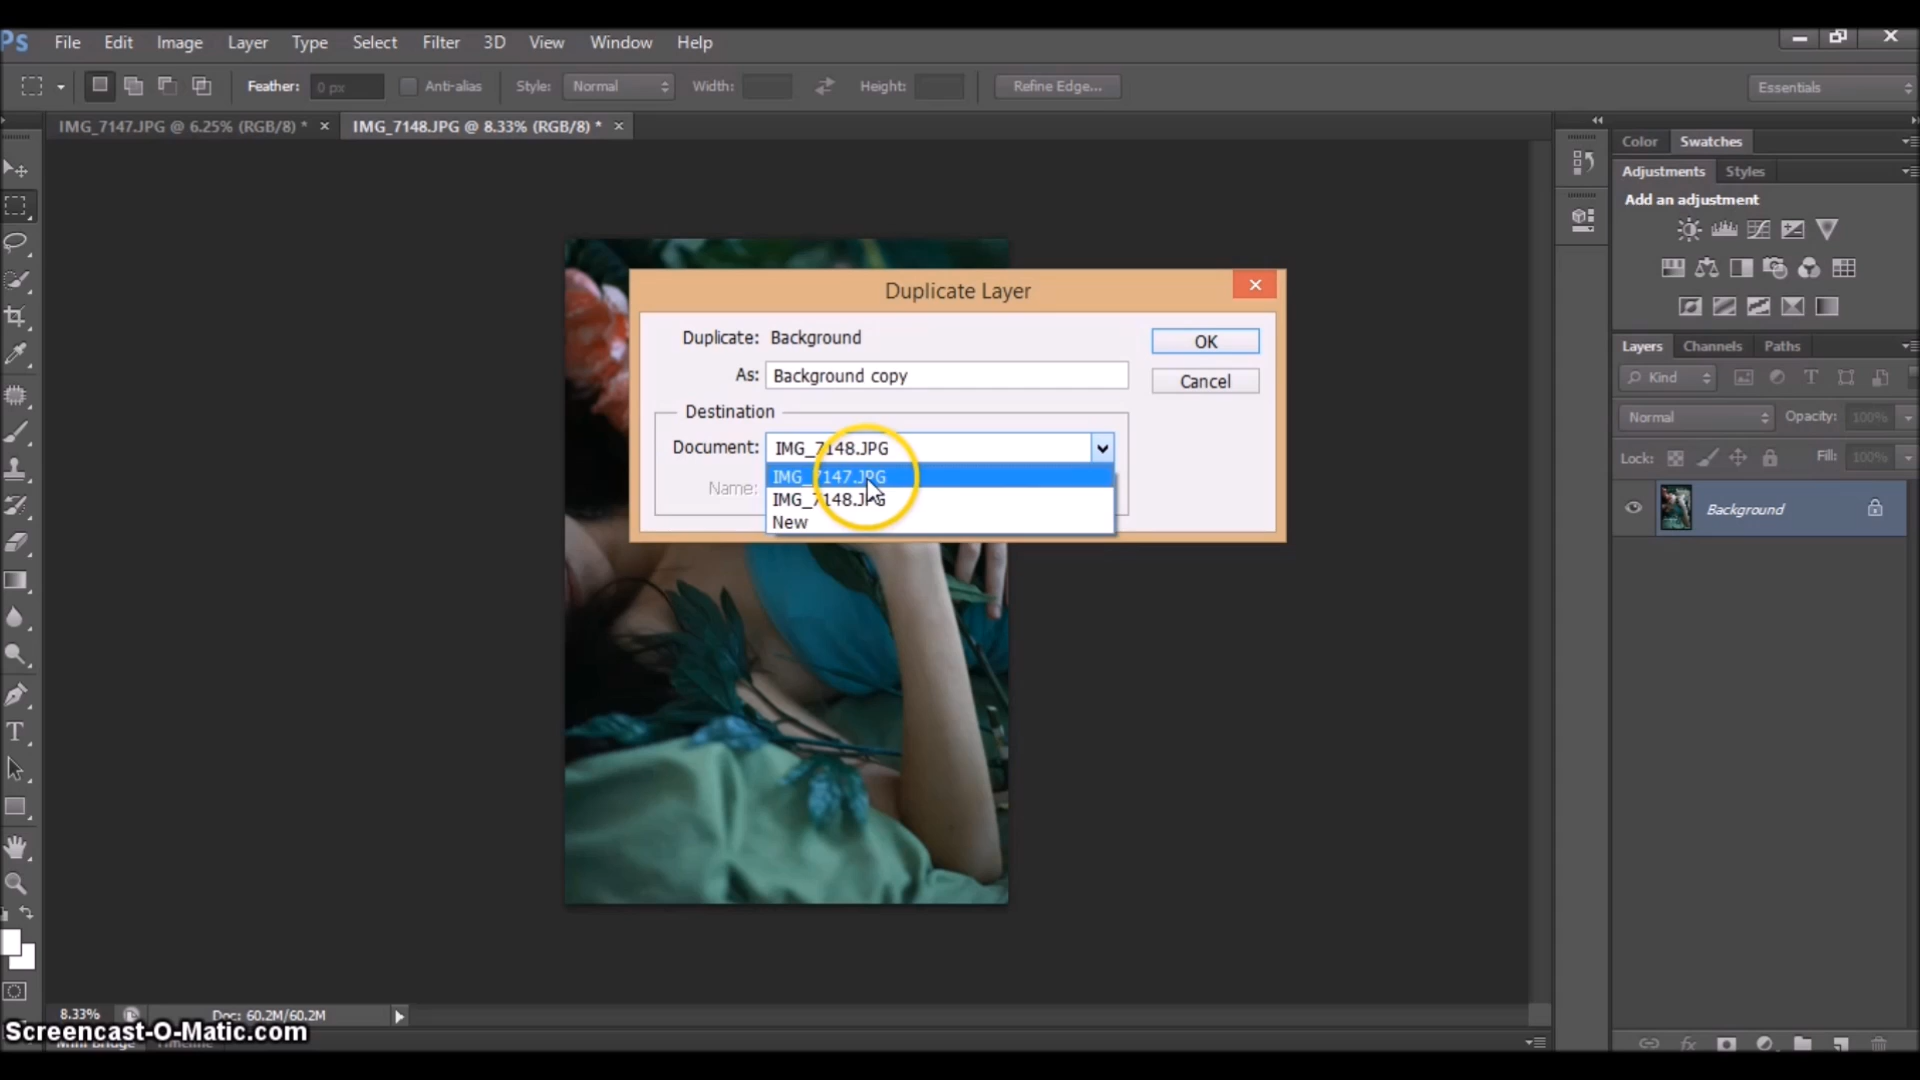 Ps File Edit Image Layer Type Select Filter 3D View Window Help
Feather: 0 px Anti-alias Style: Normal Width: Height: Refine Edge... Essentials
IMG_7147.JPG @ 6.25% (RGB/8) * × IMG_7148.JPG @ 8.33% (RGB/8) * ×
Color Swatches
Adjustments Styles
Add an adjustment
Duplicate Layer
Duplicate: Background
OK
As: Background copy
Cancel
Destination
Document: IMG_7148.JPG
IMG_7147.JPG
Name:
IMG_7148.JPG
New
Layers Channels Paths
Kind
Normal Opacity: 100%
Lock: Fill: 100%
Background
8.33% Doc: 60.2M/60.2M
Screencast-O-Matic.com
Mini Bridge Timeline